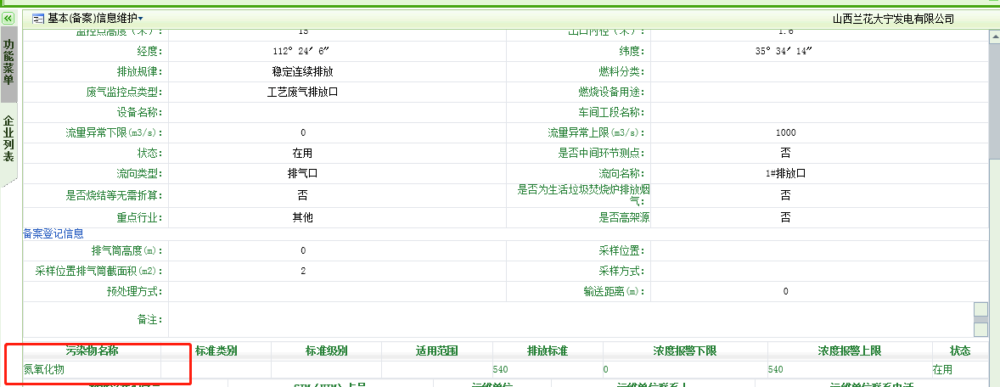 基本(备案)信息维护 山西兰花大宁发电有限公司
功能菜单
企业列表
监控点高度（米）： 15 出口内径（米）： 1.6
经度： 112° 24′ 6″ 纬度： 35° 34′ 14″
排放规律： 稳定连续排放 燃料分类：
废气监控点类型： 工艺废气排放口 燃烧设备用途：
设备名称： 车间工段名称：
流量异常下限(m3/s)： 0 流量异常上限(m3/s)： 1000
状态： 在用 是否中间环节测点： 否
流向类型： 排气口 流向名称： 1#排放口
是否烧结等无需折算： 否 是否为生活垃圾焚烧炉排放烟气： 否
重点行业： 其他 是否高架源 否
备案登记信息
排气筒高度(m)： 0 采样位置：
采样位置排气筒截面积(m2)： 2 采样方式：
预处理方式： 输送距离(m)： 0
备注：
污染物名称 标准类别 标准级别 适用范围 排放标准 浓度报警下限 浓度报警上限 状态
氮氧化物 540 0 540 在用
运维单位 运维单位联系人 运维单位联系电话